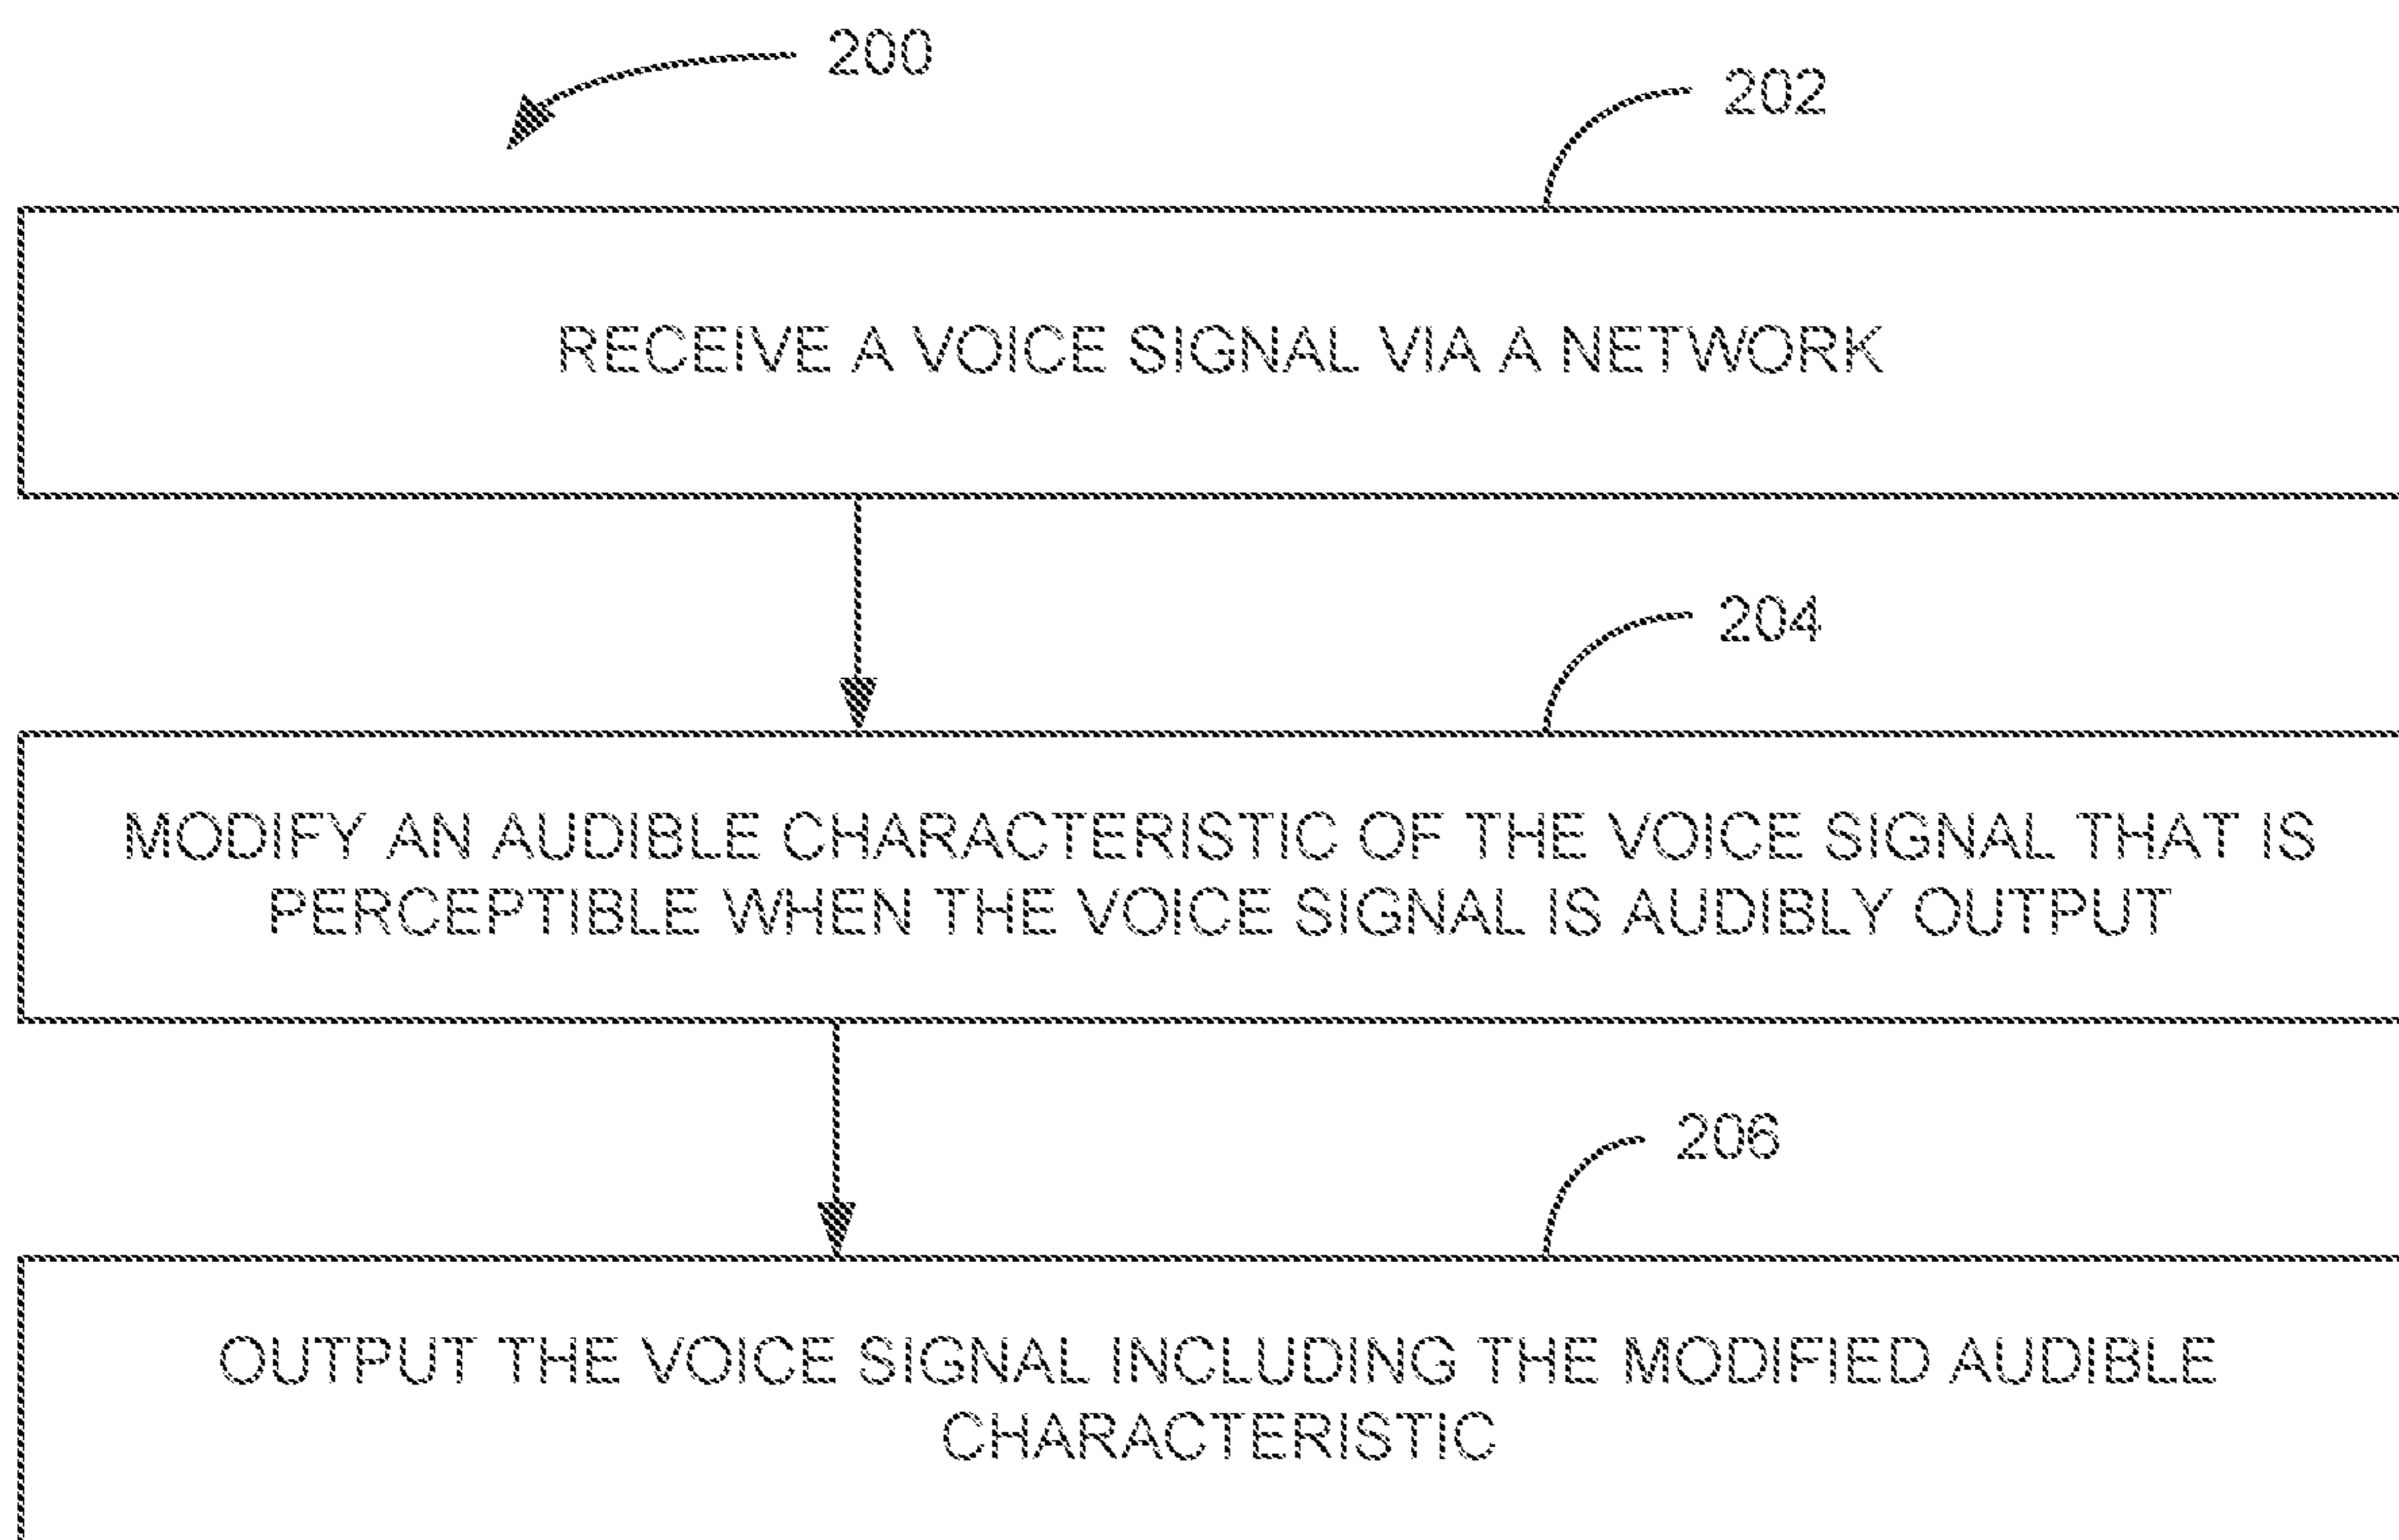 200
202
RECEIVE A VOICE SIGNAL VIA A NETWORK
204
MODIFY AN AUDIBLE CHARACTERISTIC OF THE VOICE SIGNAL THAT IS
PERCEPTIBLE WHEN THE VOICE SIGNAL IS AUDIBLY OUTPUT
206
OUTPUT THE VOICE SIGNAL INCLUDING THE MODIFIED AUDIBLE
CHARACTERISTIC